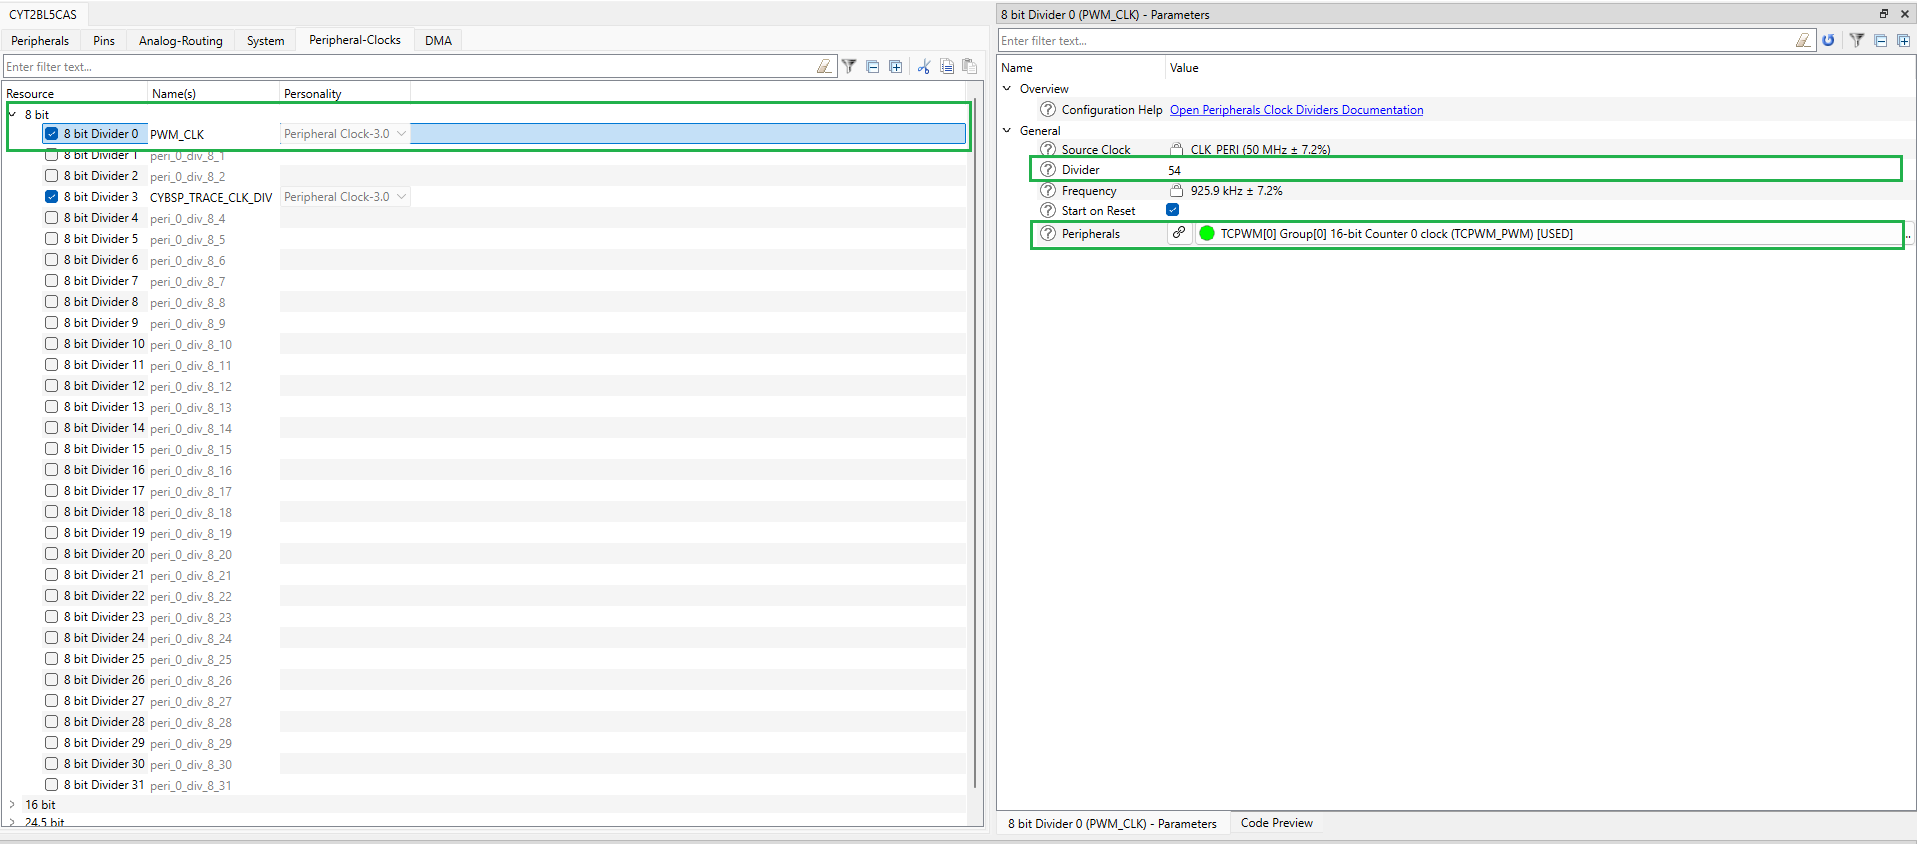 CYT2BL5CAS
Peripherals Pins Analog-Routing System Peripheral-Clocks DMA
Enter filter text...
Resource Name(s) Personality
8 bit
8 bit Divider 0 PWM_CLK Peripheral Clock-3.0
8 bit Divider 1 peri_0_div_8_1
8 bit Divider 2 peri_0_div_8_2
8 bit Divider 3 CYBSP_TRACE_CLK_DIV Peripheral Clock-3.0
8 bit Divider 4 peri_0_div_8_4
8 bit Divider 5 peri_0_div_8_5
8 bit Divider 6 peri_0_div_8_6
8 bit Divider 7 peri_0_div_8_7
8 bit Divider 8 peri_0_div_8_8
8 bit Divider 9 peri_0_div_8_9
8 bit Divider 10 peri_0_div_8_10
8 bit Divider 11 peri_0_div_8_11
8 bit Divider 12 peri_0_div_8_12
8 bit Divider 13 peri_0_div_8_13
8 bit Divider 14 peri_0_div_8_14
8 bit Divider 15 peri_0_div_8_15
8 bit Divider 16 peri_0_div_8_16
8 bit Divider 17 peri_0_div_8_17
8 bit Divider 18 peri_0_div_8_18
8 bit Divider 19 peri_0_div_8_19
8 bit Divider 20 peri_0_div_8_20
8 bit Divider 21 peri_0_div_8_21
8 bit Divider 22 peri_0_div_8_22
8 bit Divider 23 peri_0_div_8_23
8 bit Divider 24 peri_0_div_8_24
8 bit Divider 25 peri_0_div_8_25
8 bit Divider 26 peri_0_div_8_26
8 bit Divider 27 peri_0_div_8_27
8 bit Divider 28 peri_0_div_8_28
8 bit Divider 29 peri_0_div_8_29
8 bit Divider 30 peri_0_div_8_30
8 bit Divider 31 peri_0_div_8_31
16 bit
24.5 bit
8 bit Divider 0 (PWM_CLK) - Parameters
Enter filter text...
Name Value
Overview
Configuration Help Open Peripherals Clock Dividers Documentation
General
Source Clock CLK_PERI (50 MHz ± 7.2%)
Divider 54
Frequency 925.9 kHz ± 7.2%
Start on Reset
Peripherals TCPWM[0] Group[0] 16-bit Counter 0 clock (TCPWM_PWM) [USED] ..
8 bit Divider 0 (PWM_CLK) - Parameters Code Preview